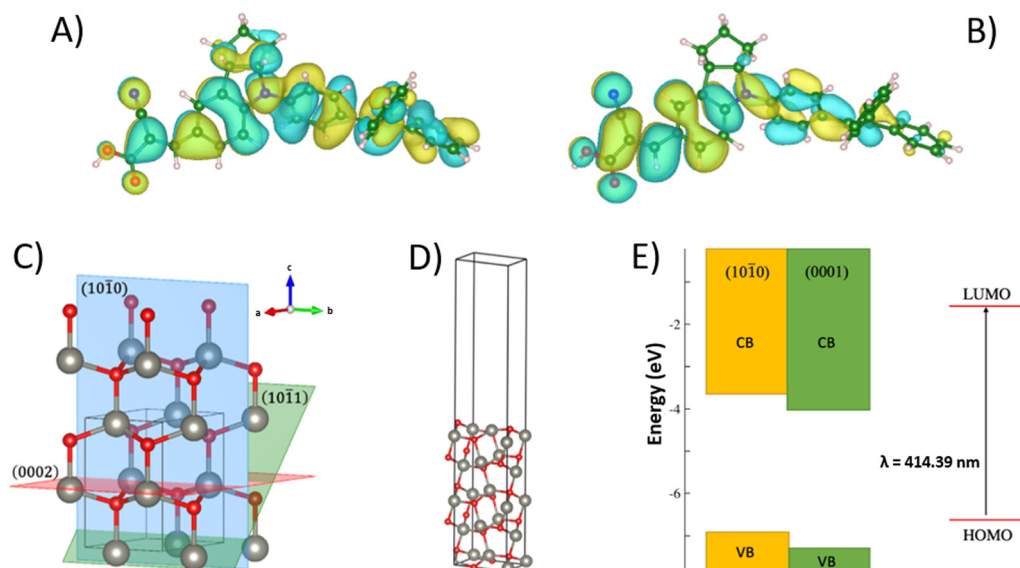 A)
B)
C)
(101̅0)
c
a
b
(101̅1)
(0002)
D)
E)
(101̅0)
(0001)
CB
CB
-2
-4
-6
Energy (eV)
VB
VB
LUMO
λ = 414.39 nm
HOMO